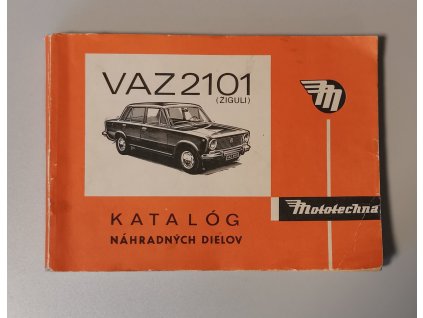 VAZ 2101
(ŽIGULI)
M
Mototechna
KATALÓG
NÁHRADNÝCH DIELOV